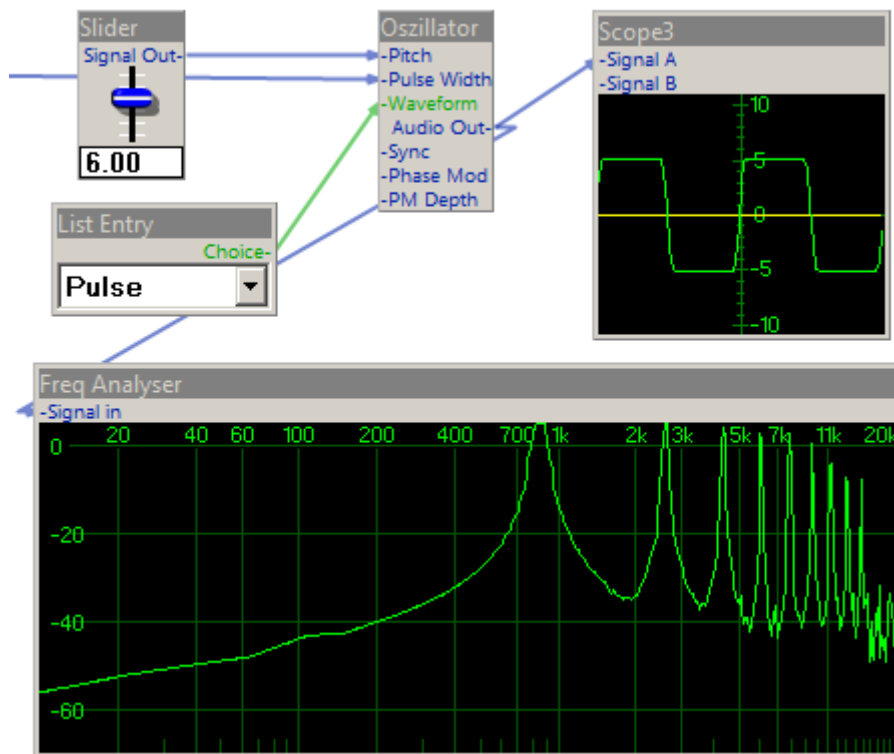 Slider
Signal Out-
6.00
Oszillator
-Pitch
-Pulse Width
-Waveform
Audio Out-
-Sync
-Phase Mod
-PM Depth
Scope3
-Signal A
-Signal B
10
5
0
-5
-10
List Entry
Choice-
Pulse
Freq Analyser
-Signal in
20 40 60 100 200 400 700 1k 2k 3k 5k 7k 11k 20k
0
-20
-40
-60